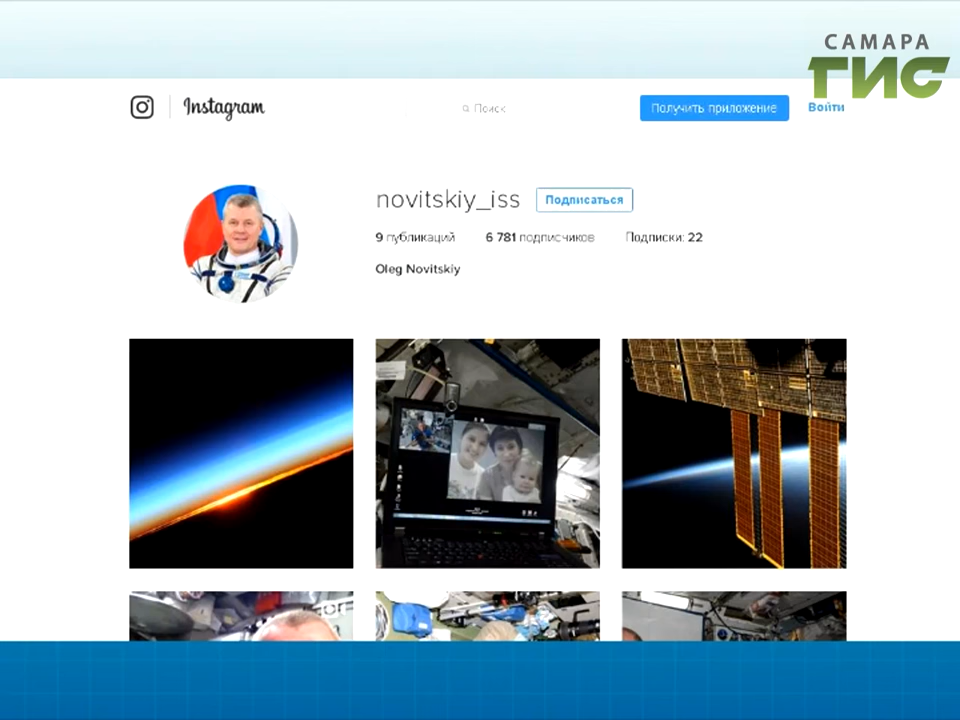 САМАРА
ГИС
Instagram
Поиск
Получить приложение
Войти
novitskiy_iss
Подписаться
9 публикаций
6 781 подписчиков
Подписки: 22
Oleg Novitskiy